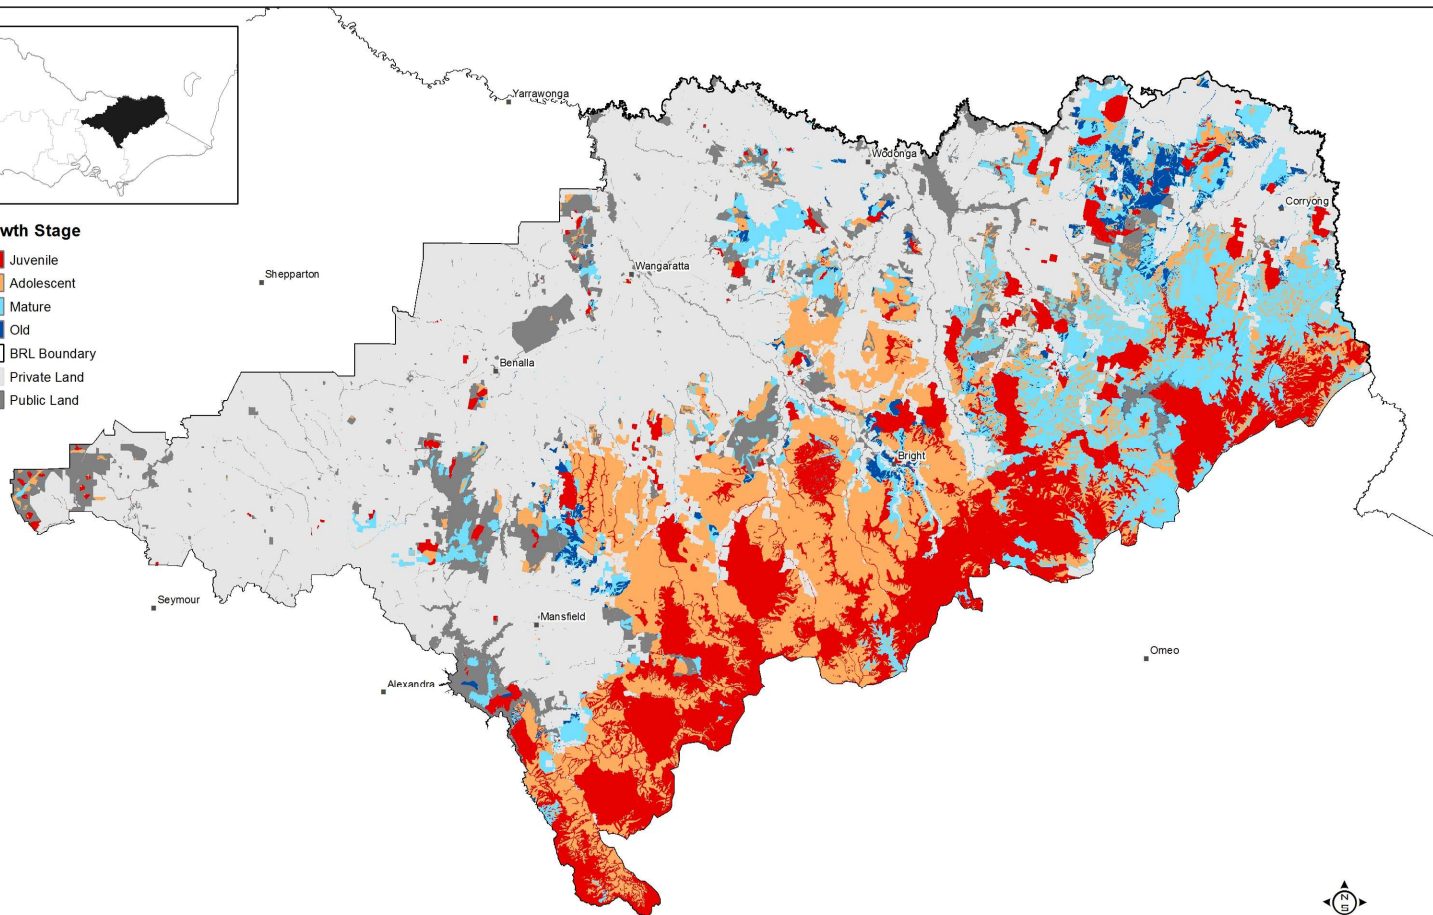 Yarrawonga
Wodonga
Corryong
wth Stage
Juvenile
Adolescent
Mature
Old
BRL Boundary
Private Land
Public Land
Shepparton
Wangaratta
Benalla
Bright
Seymour
Mansfield
Omeo
Alexandra
N
S